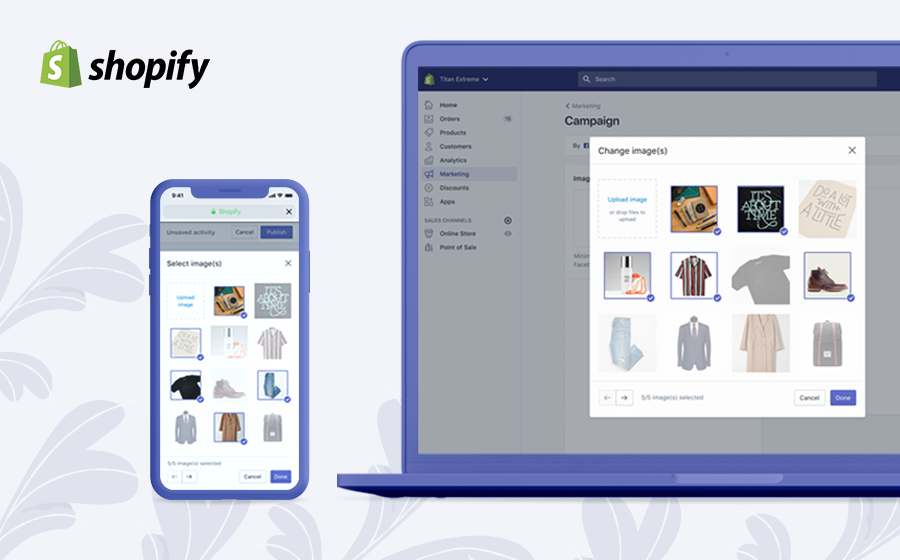 shopify
9:41
Shopify
Unsaved activity
Cancel
Publish
Select image(s)
Upload image
IT'S ABOUT TIME
5/5 image(s) selected
Cancel
Done
Titan Extreme
Search
Home
Orders
15
Products
Customers
Analytics
Marketing
Discounts
Apps
SALES CHANNELS
Online Store
Point of Sale
Marketing
Campaign
By
Imag
Minim
Faceb
Change image(s)
Upload image
or drop files to
upload
IT'S
ABOUT
TIME
DO A LOT
WITH
A LITTLE
5/5 image(s) selected
Cancel
Done